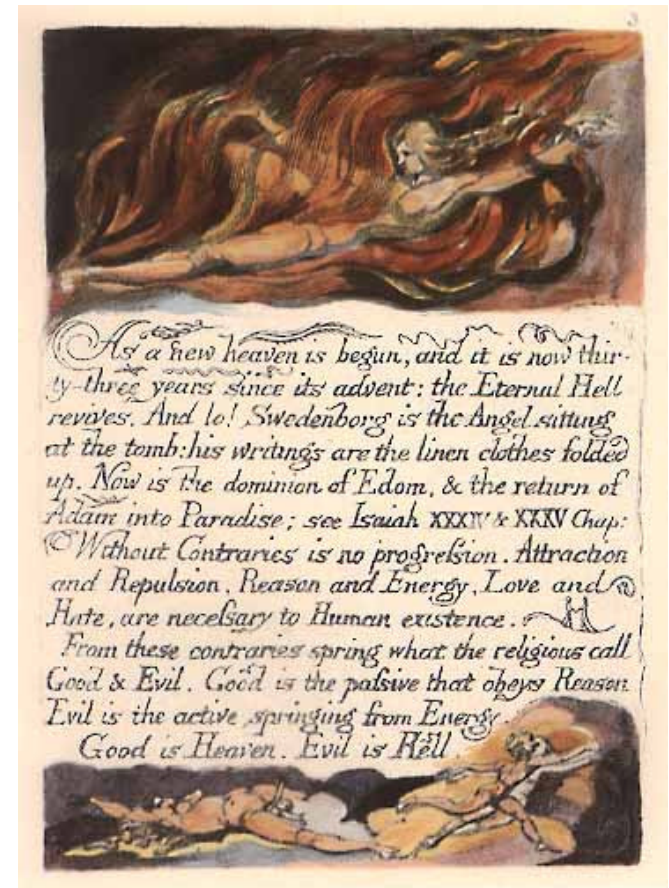 3
As a new heaven is begun, and it is now thir-
ty-three years since its advent: the Eternal Hell
revives. And lo! Swedenborg is the Angel sitting
at the tomb: his writings are the linen clothes folded
up. Now is the dominion of Edom, & the return of
Adam into Paradise; see Isaiah XXXIV & XXXV Chap:
Without Contraries is no progreſsion. Attraction
and Repulsion, Reason and Energy, Love and
Hate, are neceſsary to Human existence.
From these contraries spring what the religious call
Good & Evil. Good is the paſsive that obeys Reason
Evil is the active springing from Energy.
Good is Heaven. Evil is Hell